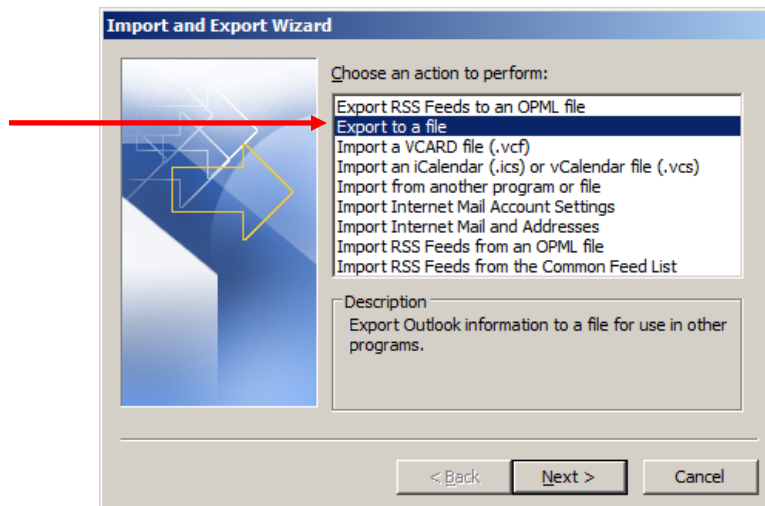 Import and Export Wizard
Choose an action to perform:
Export RSS Feeds to an OPML file
Export to a file
Import a VCARD file (.vcf)
Import an iCalendar (.ics) or vCalendar file (.vcs)
Import from another program or file
Import Internet Mail Account Settings
Import Internet Mail and Addresses
Import RSS Feeds from an OPML file
Import RSS Feeds from the Common Feed List
Description
Export Outlook information to a file for use in other
programs.
< Back Next > Cancel